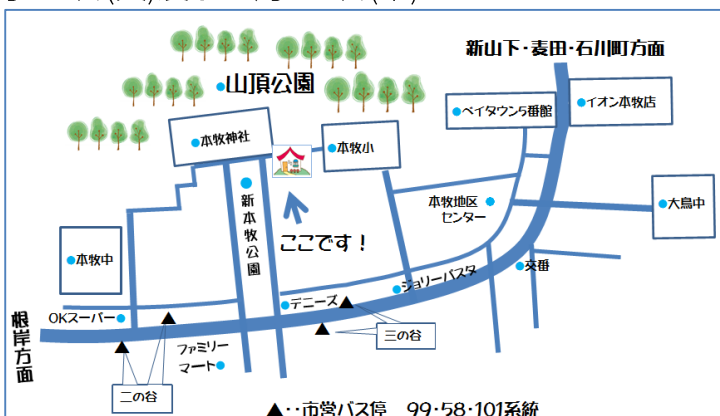 新山下・麦田・石川町方面
山頂公園
ベイタウン5番館
イオン本牧店
本牧神社
本牧小
新本牧公園
本牧地区
センター
大鳥中
ここです！
本牧中
ジョリーパスタ
交番
デニーズ
OKスーパー
三の谷
根岸方面
ファミリー
マート
二の谷
▲‥市営バス停　99・58・101系統